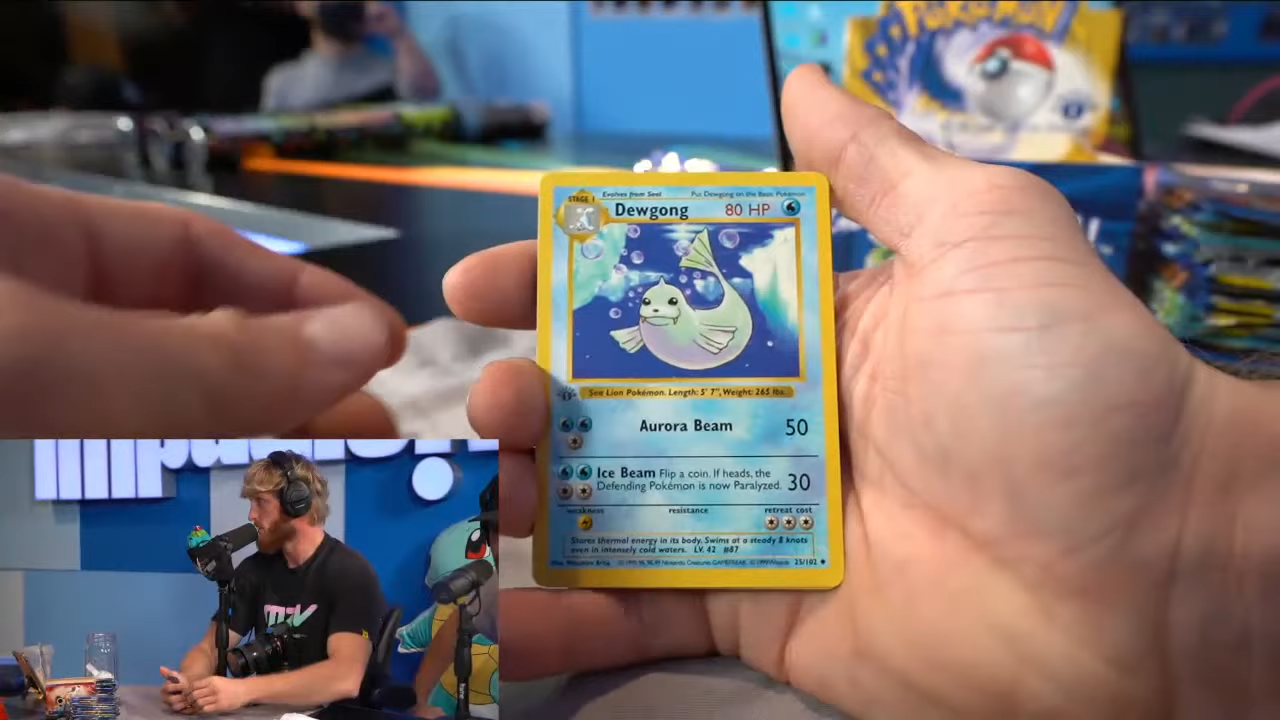 POKÉMON
Evolves from Seel
Put Dewgong on the Basic Pokémon
STAGE 1
Dewgong 80 HP
Sea Lion Pokémon. Length: 5' 7", Weight: 265 lbs.
Aurora Beam 50
Ice Beam Flip a coin. If heads, the
Defending Pokémon is now Paralyzed. 30
weakness resistance retreat cost
Stores thermal energy in its body. Swims at a steady 8 knots
even in intensely cold waters. LV. 42 #87
25/102